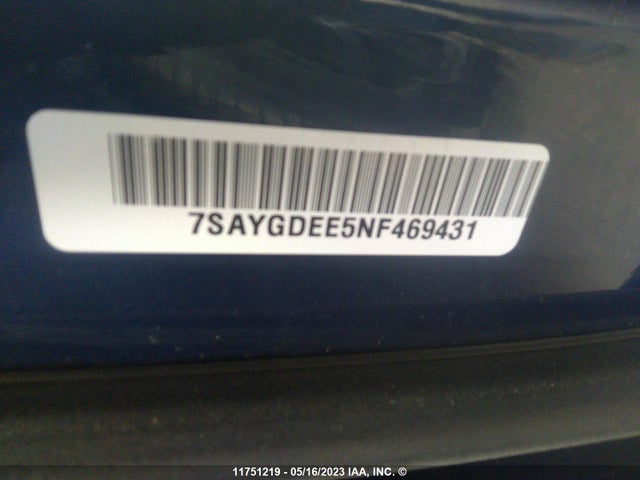 7SAYGDEE5NF469431
11751219 - 05/16/2023 IAA, INC. ©